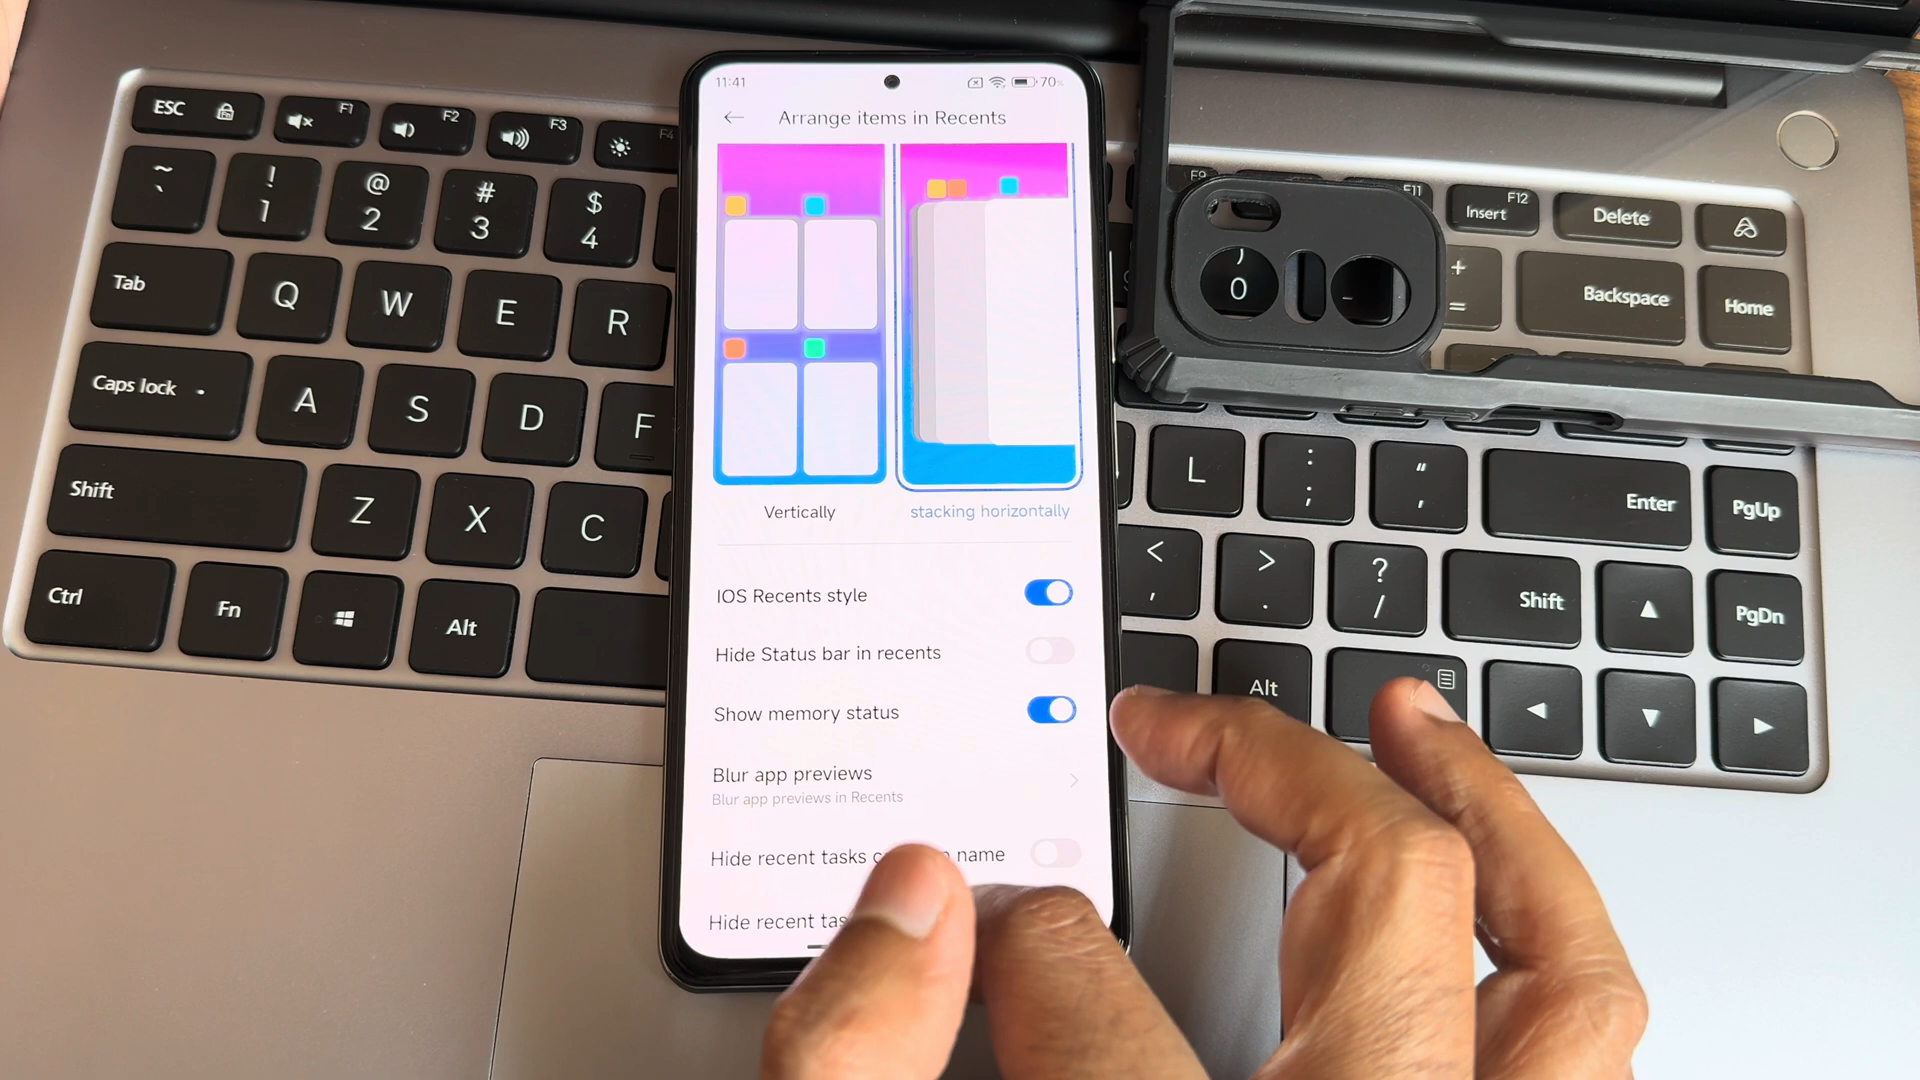 11:41
70%
Arrange items in Recents
Vertically
stacking horizontally
IOS Recents style
Hide Status bar in recents
Show memory status
Blur app previews
Blur app previews in Recents
Hide recent tasks name
Hide recent
ESC
F1
F2
F3
F4
F9
F11
F12
Insert
Delete
~ `
! 1
@ 2
# 3
$ 4
) 0
_ -
+ =
Backspace
Home
Tab
Q
W
E
R
Caps lock
A
S
D
F
L
: ;
Enter
PgUp
Shift
Z
X
C
< ,
> .
? /
Shift
PgDn
Ctrl
Fn
Alt
Alt